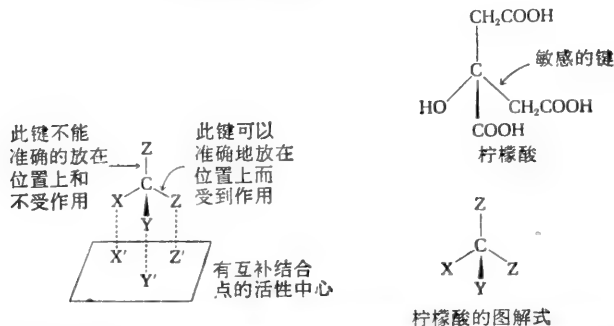 CH₂COOH
敏感的键
C
HO
CH₂COOH
COOH
柠檬酸
此键不能
准确的放在
位置上和
不受作用
此键可以
准确地放在
位置上而
受到作用
Z
C
X
Z
Y
X′
Z′
Y′
有互补结合
点的活性中心
Z
C
X
Z
Y
柠檬酸的图解式